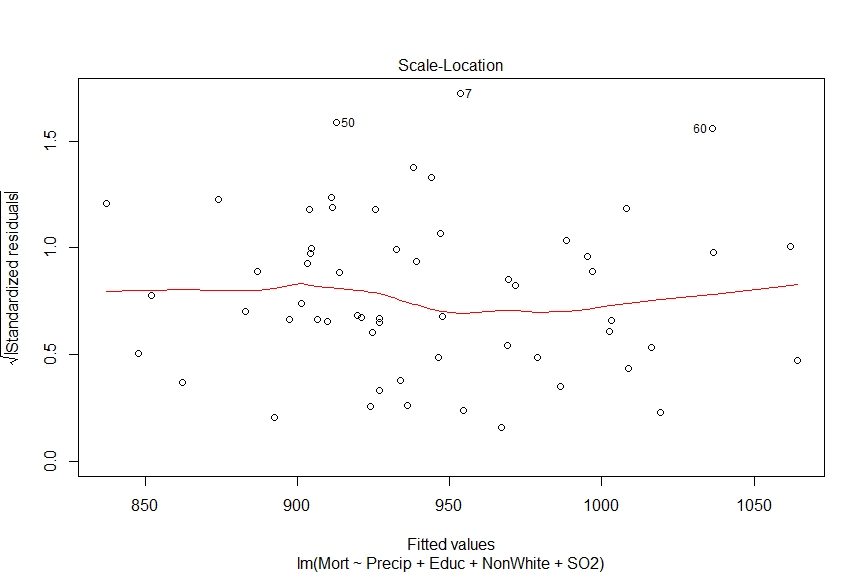 Scale-Location
7
50
60
1.5
1.0
0.5
0.0
√|Standardized residuals|
850 900 950 1000 1050
Fitted values
lm(Mort ~ Precip + Educ + NonWhite + SO2)